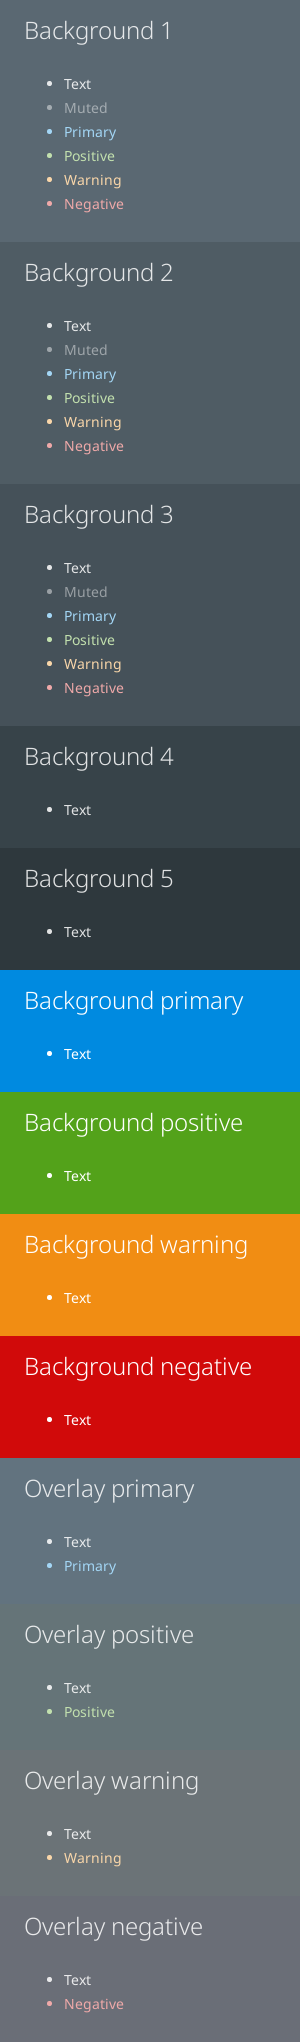 Background 1
Text
Muted
Primary
Positive
Warning
Negative
Background 2
Text
Muted
Primary
Positive
Warning
Negative
Background 3
Text
Muted
Primary
Positive
Warning
Negative
Background 4
Text
Background 5
Text
Background primary
Text
Background positive
Text
Background warning
Text
Background negative
Text
Overlay primary
Text
Primary
Overlay positive
Text
Positive
Overlay warning
Text
Warning
Overlay negative
Text
Negative